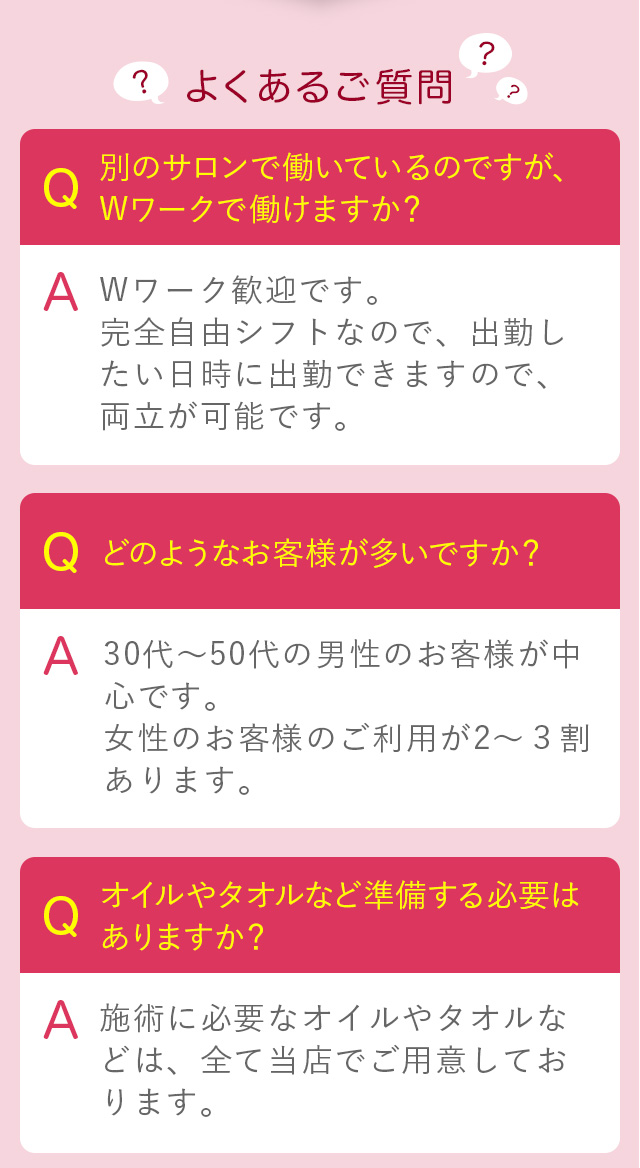 ? よくあるご質問 ? ?
Q 別のサロンで働いているのですが、
Wワークで働けますか？
A Wワーク歓迎です。
完全自由シフトなので、出勤し
たい日時に出勤できますので、
両立が可能です。
Q どのようなお客様が多いですか？
A 30代〜50代の男性のお客様が中
心です。
女性のお客様のご利用が2〜３割
あります。
Q オイルやタオルなど準備する必要は
ありますか？
A 施術に必要なオイルやタオルな
どは、全て当店でご用意してお
ります。